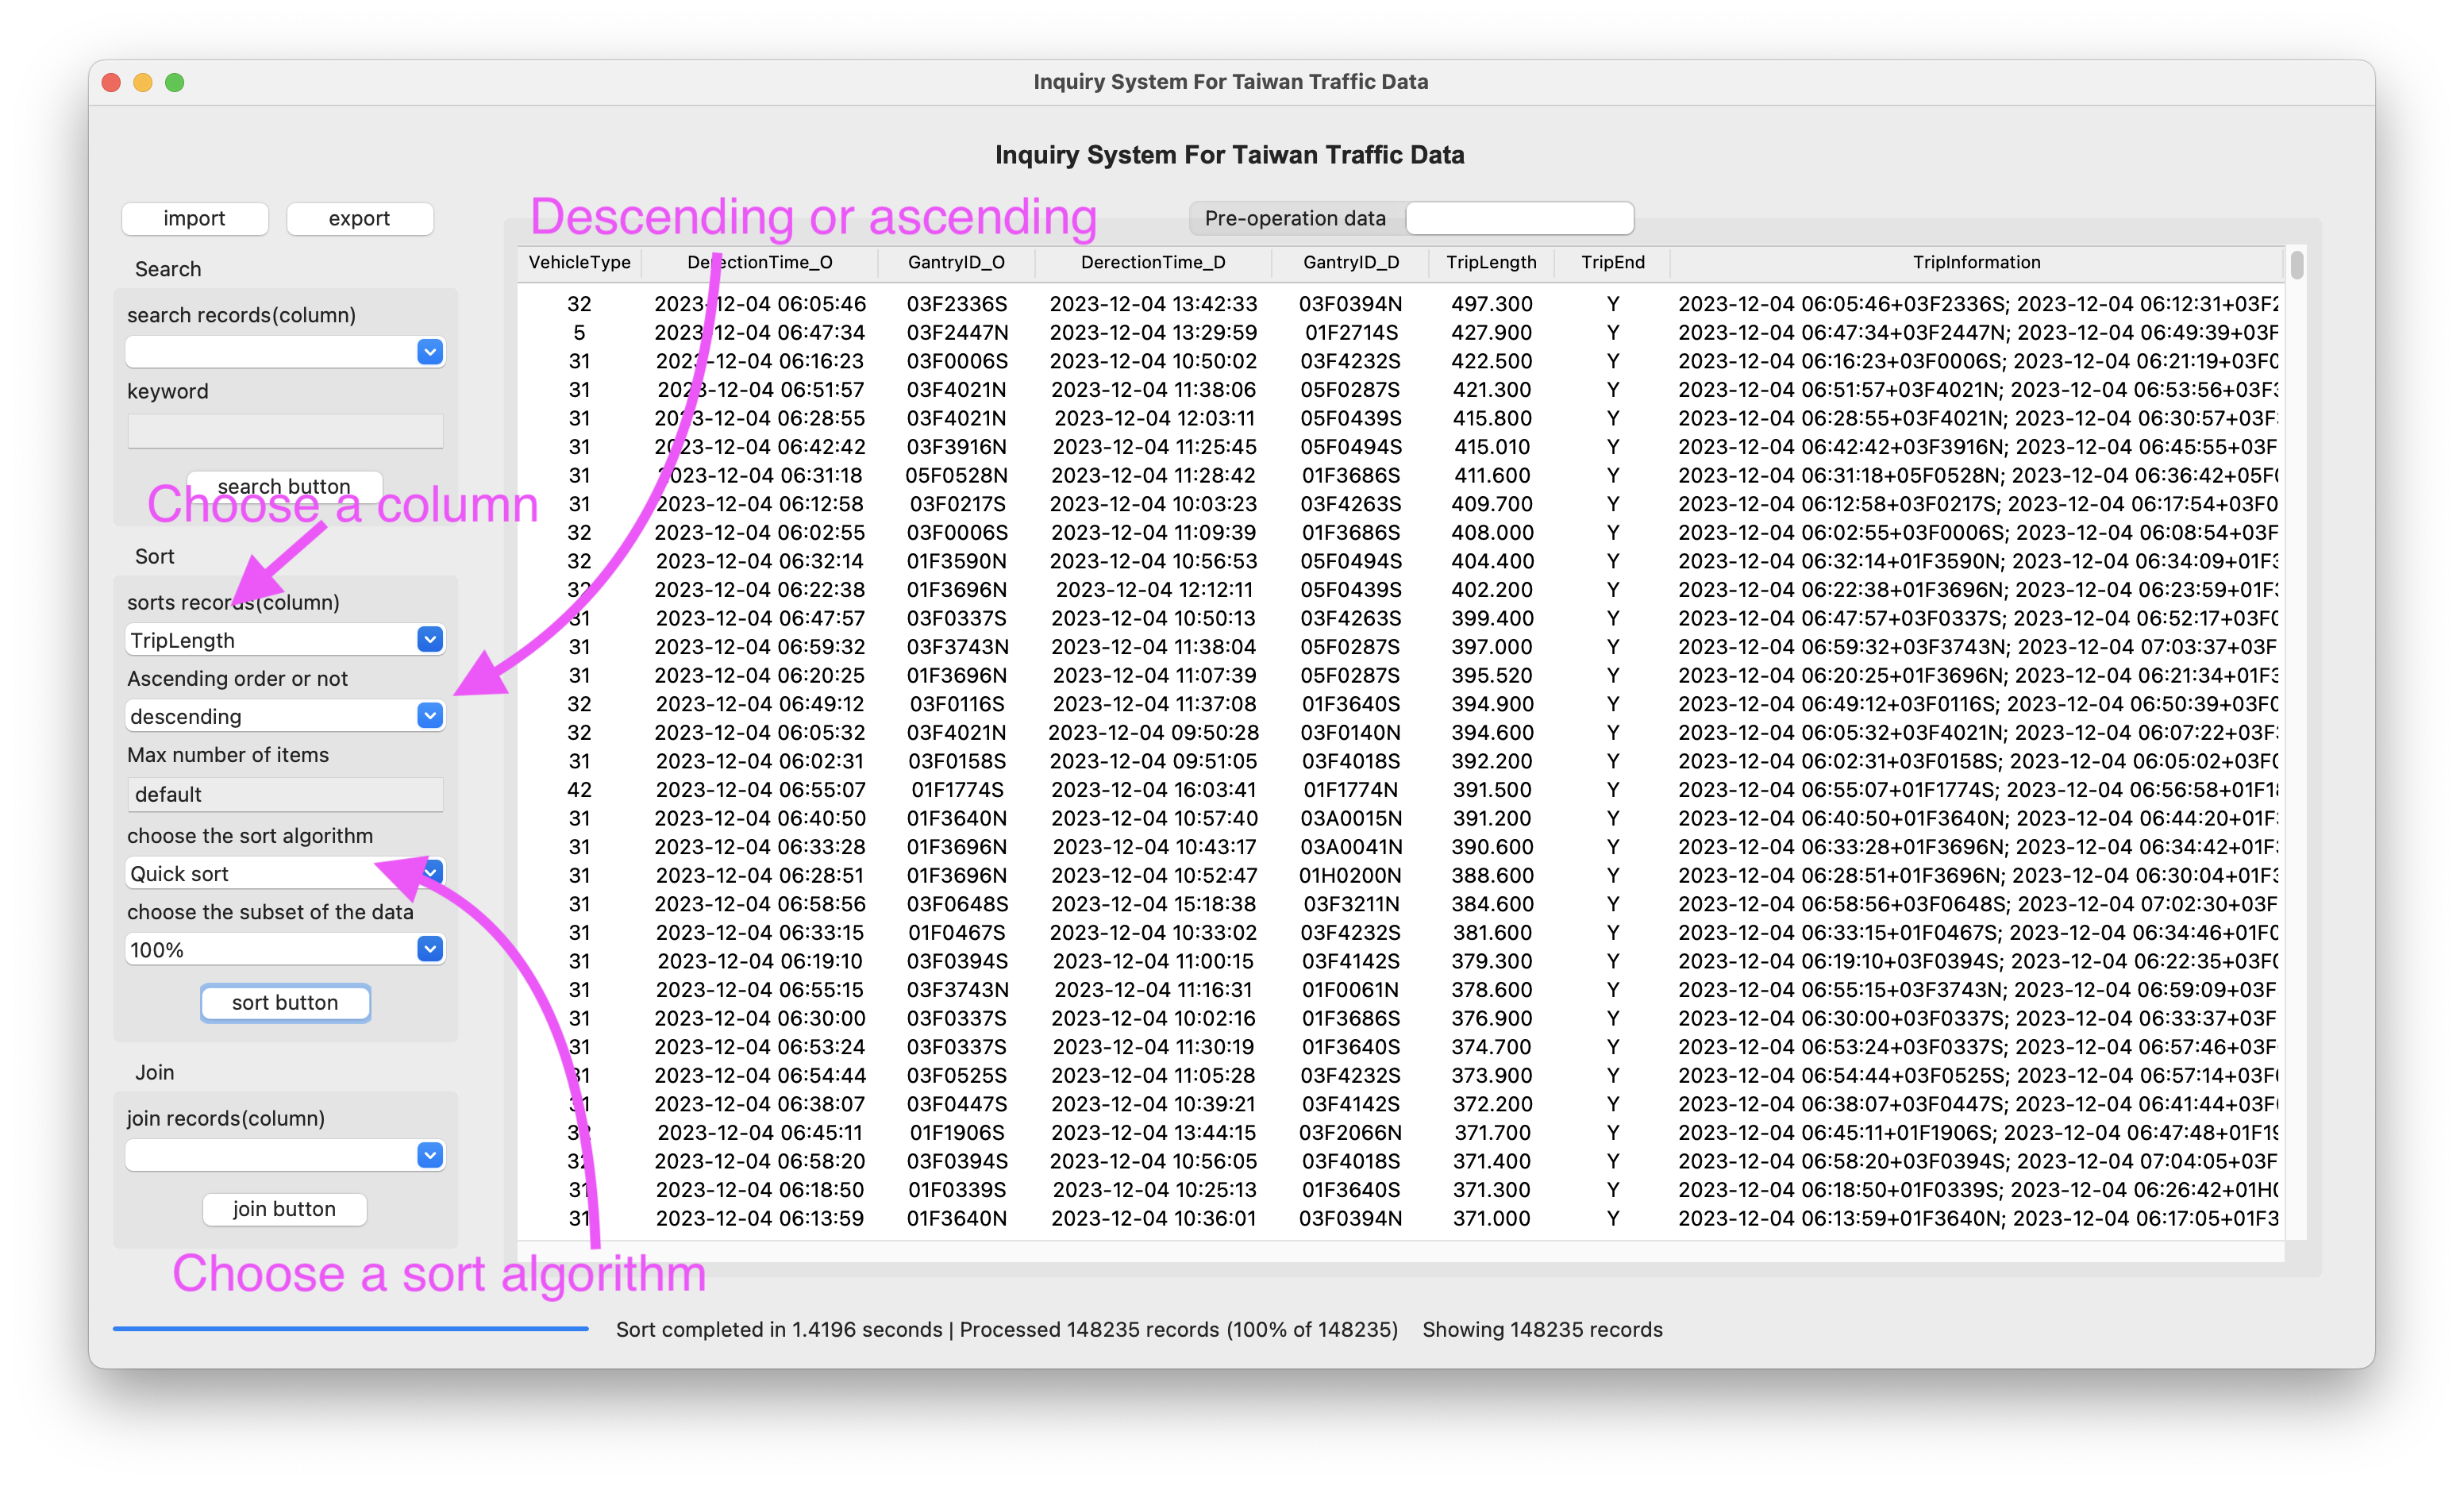 Inquiry System For Taiwan Traffic Data
Inquiry System For Taiwan Traffic Data
import export
Search
search records(column)
keyword
search button
Choose a column
Sort
sorts records(column)
TripLength
Ascending order or not
descending
Max number of items
default
choose the sort algorithm
Quick sort
choose the subset of the data
100%
sort button
Join
join records(column)
join button
Choose a sort algorithm
Descending or ascending
Pre-operation data
VehicleType DerectionTime_O GantryID_O DerectionTime_D GantryID_D TripLength TripEnd TripInformation
32 2023-12-04 06:05:46 03F2336S 2023-12-04 13:42:33 03F0394N 497.300 Y 2023-12-04 06:05:46+03F2336S; 2023-12-04 06:12:31+03F2
5 2023-12-04 06:47:34 03F2447N 2023-12-04 13:29:59 01F2714S 427.900 Y 2023-12-04 06:47:34+03F2447N; 2023-12-04 06:49:39+03F
31 2023-12-04 06:16:23 03F0006S 2023-12-04 10:50:02 03F4232S 422.500 Y 2023-12-04 06:16:23+03F0006S; 2023-12-04 06:21:19+03F0
31 2023-12-04 06:51:57 03F4021N 2023-12-04 11:38:06 05F0287S 421.300 Y 2023-12-04 06:51:57+03F4021N; 2023-12-04 06:53:56+03F3
31 2023-12-04 06:28:55 03F4021N 2023-12-04 12:03:11 05F0439S 415.800 Y 2023-12-04 06:28:55+03F4021N; 2023-12-04 06:30:57+03F
31 2023-12-04 06:42:42 03F3916N 2023-12-04 11:25:45 05F0494S 415.010 Y 2023-12-04 06:42:42+03F3916N; 2023-12-04 06:45:55+03F
31 2023-12-04 06:31:18 05F0528N 2023-12-04 11:28:42 01F3686S 411.600 Y 2023-12-04 06:31:18+05F0528N; 2023-12-04 06:36:42+05F0
31 2023-12-04 06:12:58 03F0217S 2023-12-04 10:03:23 03F4263S 409.700 Y 2023-12-04 06:12:58+03F0217S; 2023-12-04 06:17:54+03F0
32 2023-12-04 06:02:55 03F0006S 2023-12-04 11:09:39 01F3686S 408.000 Y 2023-12-04 06:02:55+03F0006S; 2023-12-04 06:08:54+03F
32 2023-12-04 06:32:14 01F3590N 2023-12-04 10:56:53 05F0494S 404.400 Y 2023-12-04 06:32:14+01F3590N; 2023-12-04 06:34:09+01F3
32 2023-12-04 06:22:38 01F3696N 2023-12-04 12:12:11 05F0439S 402.200 Y 2023-12-04 06:22:38+01F3696N; 2023-12-04 06:23:59+01F3
31 2023-12-04 06:47:57 03F0337S 2023-12-04 10:50:13 03F4263S 399.400 Y 2023-12-04 06:47:57+03F0337S; 2023-12-04 06:52:17+03F0
31 2023-12-04 06:59:32 03F3743N 2023-12-04 11:38:04 05F0287S 397.000 Y 2023-12-04 06:59:32+03F3743N; 2023-12-04 07:03:37+03F
31 2023-12-04 06:20:25 01F3696N 2023-12-04 11:07:39 05F0287S 395.520 Y 2023-12-04 06:20:25+01F3696N; 2023-12-04 06:21:34+01F3
32 2023-12-04 06:49:12 03F0116S 2023-12-04 11:37:08 01F3640S 394.900 Y 2023-12-04 06:49:12+03F0116S; 2023-12-04 06:50:39+03F0
32 2023-12-04 06:05:32 03F4021N 2023-12-04 09:50:28 03F0140N 394.600 Y 2023-12-04 06:05:32+03F4021N; 2023-12-04 06:07:22+03F3
31 2023-12-04 06:02:31 03F0158S 2023-12-04 09:51:05 03F4018S 392.200 Y 2023-12-04 06:02:31+03F0158S; 2023-12-04 06:05:02+03F0
42 2023-12-04 06:55:07 01F1774S 2023-12-04 16:03:41 01F1774N 391.500 Y 2023-12-04 06:55:07+01F1774S; 2023-12-04 06:56:58+01F18
31 2023-12-04 06:40:50 01F3640N 2023-12-04 10:57:40 03A0015N 391.200 Y 2023-12-04 06:40:50+01F3640N; 2023-12-04 06:44:20+01F3
31 2023-12-04 06:33:28 01F3696N 2023-12-04 10:43:17 03A0041N 390.600 Y 2023-12-04 06:33:28+01F3696N; 2023-12-04 06:34:42+01F3
31 2023-12-04 06:28:51 01F3696N 2023-12-04 10:52:47 01H0200N 388.600 Y 2023-12-04 06:28:51+01F3696N; 2023-12-04 06:30:04+01F3
31 2023-12-04 06:58:56 03F0648S 2023-12-04 15:18:38 03F3211N 384.600 Y 2023-12-04 06:58:56+03F0648S; 2023-12-04 07:02:30+03F
31 2023-12-04 06:33:15 01F0467S 2023-12-04 10:33:02 03F4232S 381.600 Y 2023-12-04 06:33:15+01F0467S; 2023-12-04 06:34:46+01F0
31 2023-12-04 06:19:10 03F0394S 2023-12-04 11:00:15 03F4142S 379.300 Y 2023-12-04 06:19:10+03F0394S; 2023-12-04 06:22:35+03F0
31 2023-12-04 06:55:15 03F3743N 2023-12-04 11:16:31 01F0061N 378.600 Y 2023-12-04 06:55:15+03F3743N; 2023-12-04 06:59:09+03F
31 2023-12-04 06:30:00 03F0337S 2023-12-04 10:02:16 01F3686S 376.900 Y 2023-12-04 06:30:00+03F0337S; 2023-12-04 06:33:37+03F
31 2023-12-04 06:53:24 03F0337S 2023-12-04 11:30:19 01F3640S 374.700 Y 2023-12-04 06:53:24+03F0337S; 2023-12-04 06:57:46+03F
31 2023-12-04 06:54:44 03F0525S 2023-12-04 11:05:28 03F4232S 373.900 Y 2023-12-04 06:54:44+03F0525S; 2023-12-04 06:57:14+03F0
31 2023-12-04 06:38:07 03F0447S 2023-12-04 10:39:21 03F4142S 372.200 Y 2023-12-04 06:38:07+03F0447S; 2023-12-04 06:41:44+03F0
32 2023-12-04 06:45:11 01F1906S 2023-12-04 13:44:15 03F2066N 371.700 Y 2023-12-04 06:45:11+01F1906S; 2023-12-04 06:47:48+01F19
32 2023-12-04 06:58:20 03F0394S 2023-12-04 10:56:05 03F4018S 371.400 Y 2023-12-04 06:58:20+03F0394S; 2023-12-04 07:04:05+03F
31 2023-12-04 06:18:50 01F0339S 2023-12-04 10:25:13 01F3640S 371.300 Y 2023-12-04 06:18:50+01F0339S; 2023-12-04 06:26:42+01H0
31 2023-12-04 06:13:59 01F3640N 2023-12-04 10:36:01 03F0394N 371.000 Y 2023-12-04 06:13:59+01F3640N; 2023-12-04 06:17:05+01F3
Sort completed in 1.4196 seconds | Processed 148235 records (100% of 148235) Showing 148235 records